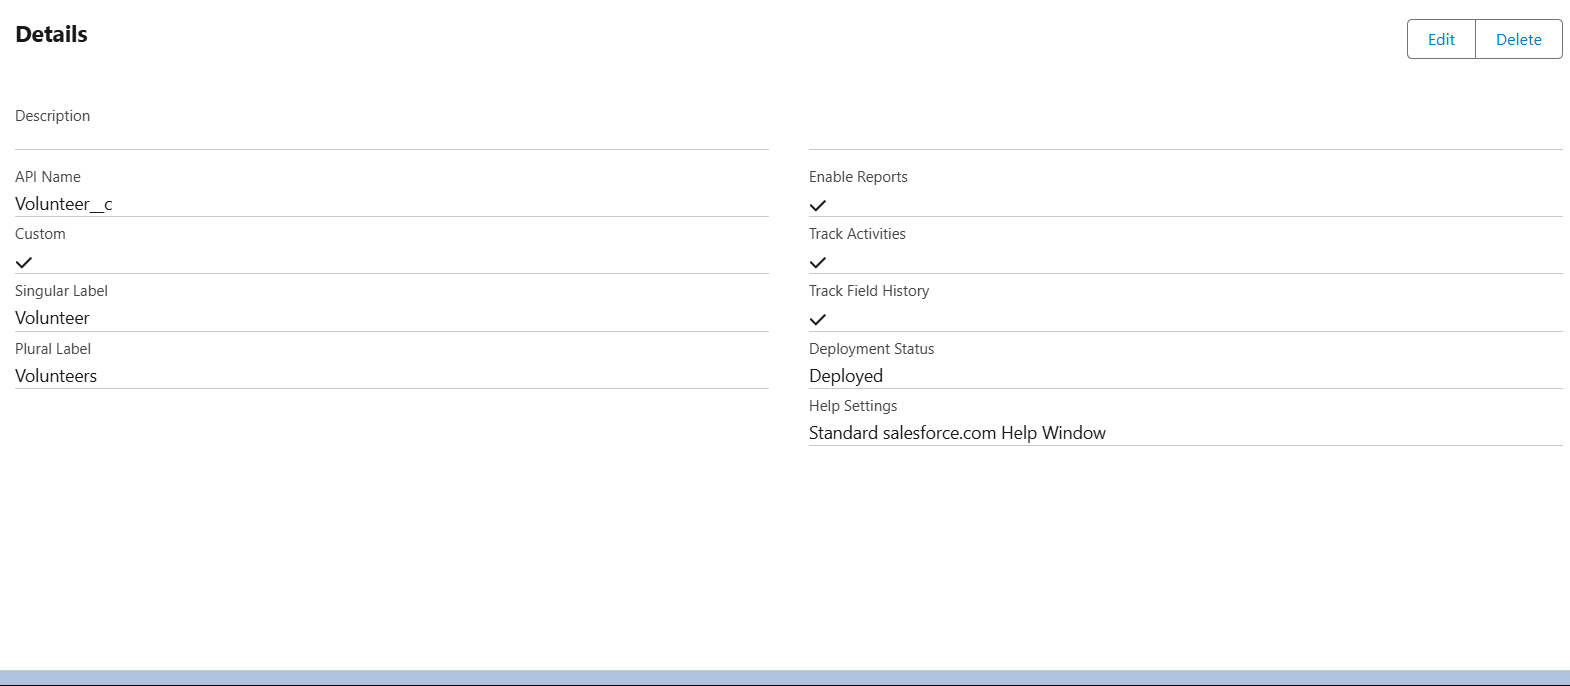 Details
Edit
Delete
Description
API Name
Volunteer__c
Custom
Singular Label
Volunteer
Plural Label
Volunteers
Enable Reports
Track Activities
Track Field History
Deployment Status
Deployed
Help Settings
Standard salesforce.com Help Window